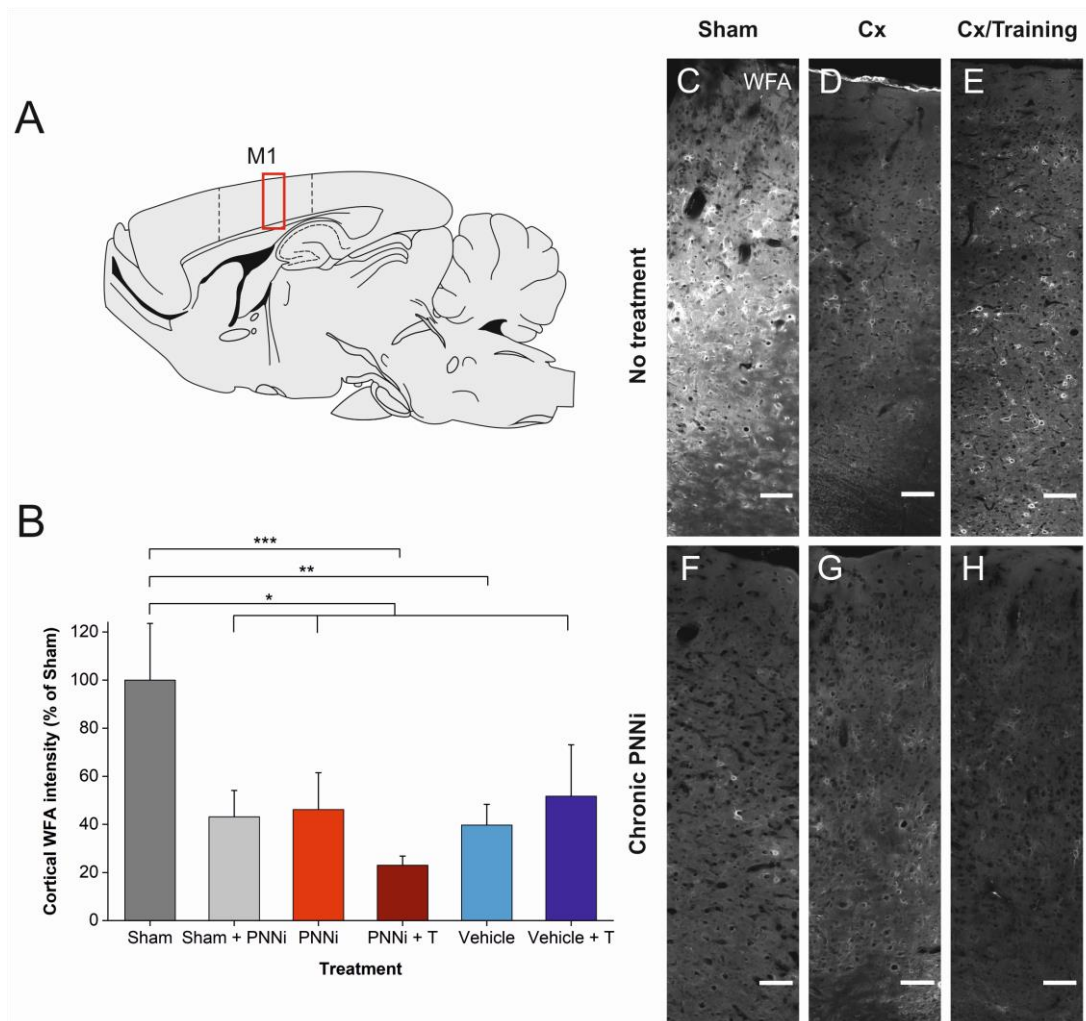 Sham Cx Cx/Training
A
M1
C WFA D E
No treatment
B
***
**
*
Cortical WFA intensity (% of Sham)
120
100
80
60
40
20
0
Sham Sham + PNNi PNNi PNNi + T Vehicle Vehicle + T
Treatment
F G H
Chronic PNNi